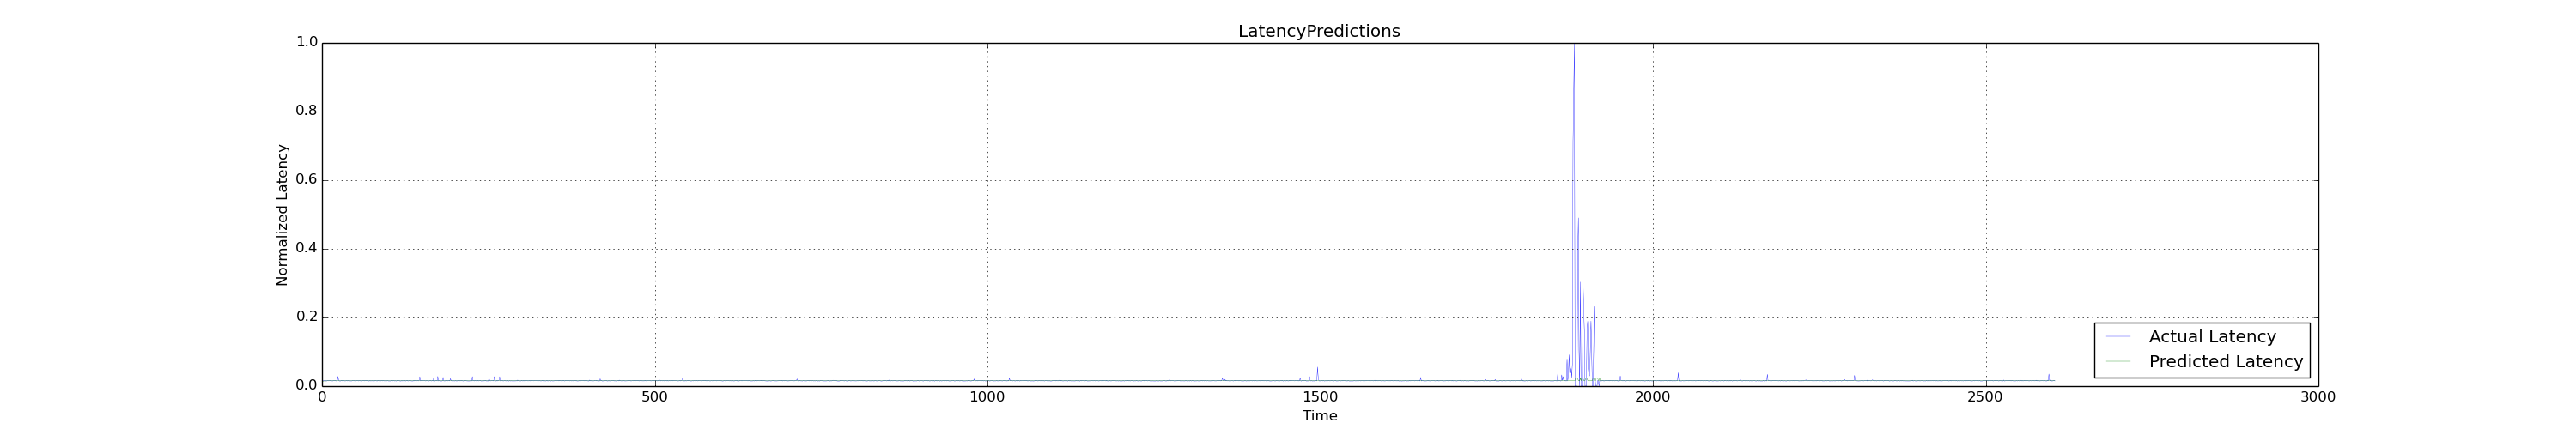 LatencyPredictions
1.0
0.8
0.6
0.4
0.2
0.0
Normalized Latency
0 500 1000 1500 2000 2500 3000
Time
Actual Latency
Predicted Latency